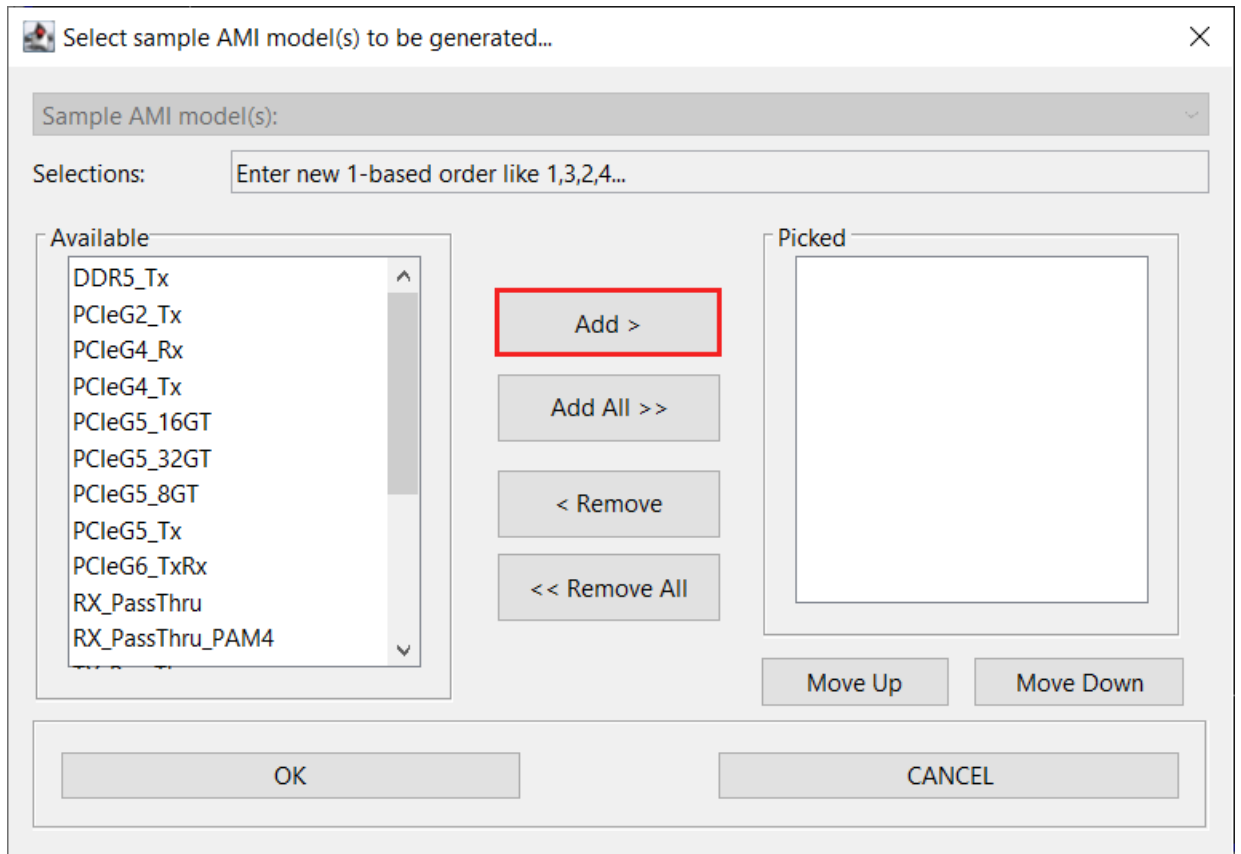 Select sample AMI model(s) to be generated...
Sample AMI model(s):
Selections:
Enter new 1-based order like 1,3,2,4...
Available
DDR5_Tx
PCIeG2_Tx
PCIeG4_Rx
PCIeG4_Tx
PCIeG5_16GT
PCIeG5_32GT
PCIeG5_8GT
PCIeG5_Tx
PCIeG6_TxRx
RX_PassThru
RX_PassThru_PAM4
Add >
Add All >>
< Remove
<< Remove All
Picked
Move Up
Move Down
OK
CANCEL